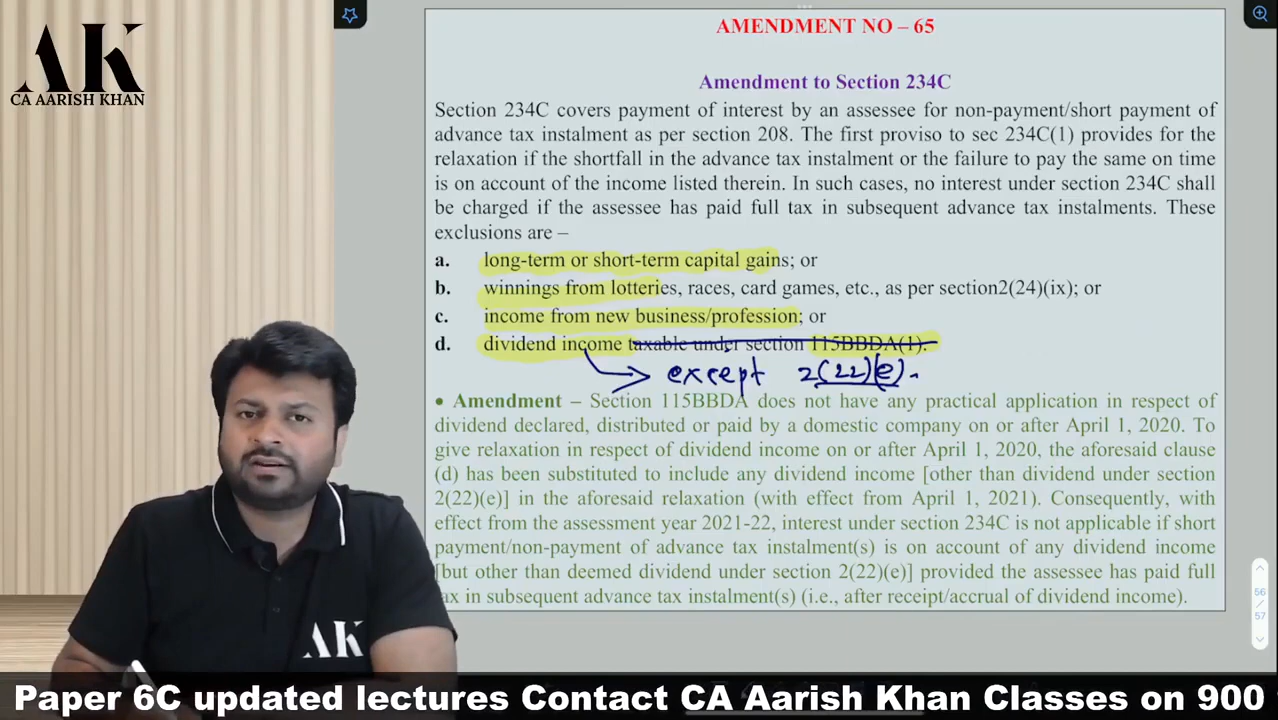 AK
CA AARISH KHAN
AMENDMENT NO – 65
Amendment to Section 234C
Section 234C covers payment of interest by an assessee for non-payment/short payment of
advance tax instalment as per section 208. The first proviso to sec 234C(1) provides for the
relaxation if the shortfall in the advance tax instalment or the failure to pay the same on time
is on account of the income listed therein. In such cases, no interest under section 234C shall
be charged if the assessee has paid full tax in subsequent advance tax instalments. These
exclusions are –
a. long-term or short-term capital gains; or
b. winnings from lotteries, races, card games, etc., as per section2(24)(ix); or
c. income from new business/profession; or
d. dividend income taxable under section 115BBDA(1).
except 2(22)(e).
• Amendment – Section 115BBDA does not have any practical application in respect of
dividend declared, distributed or paid by a domestic company on or after April 1, 2020. To
give relaxation in respect of dividend income on or after April 1, 2020, the aforesaid clause
(d) has been substituted to include any dividend income [other than dividend under section
2(22)(e)] in the aforesaid relaxation (with effect from April 1, 2021). Consequently, with
effect from the assessment year 2021-22, interest under section 234C is not applicable if short
payment/non-payment of advance tax instalment(s) is on account of any dividend income
[but other than deemed dividend under section 2(22)(e)] provided the assessee has paid full
tax in subsequent advance tax instalment(s) (i.e., after receipt/accrual of dividend income).
56
/
57
AK
Paper 6C updated lectures Contact CA Aarish Khan Classes on 900